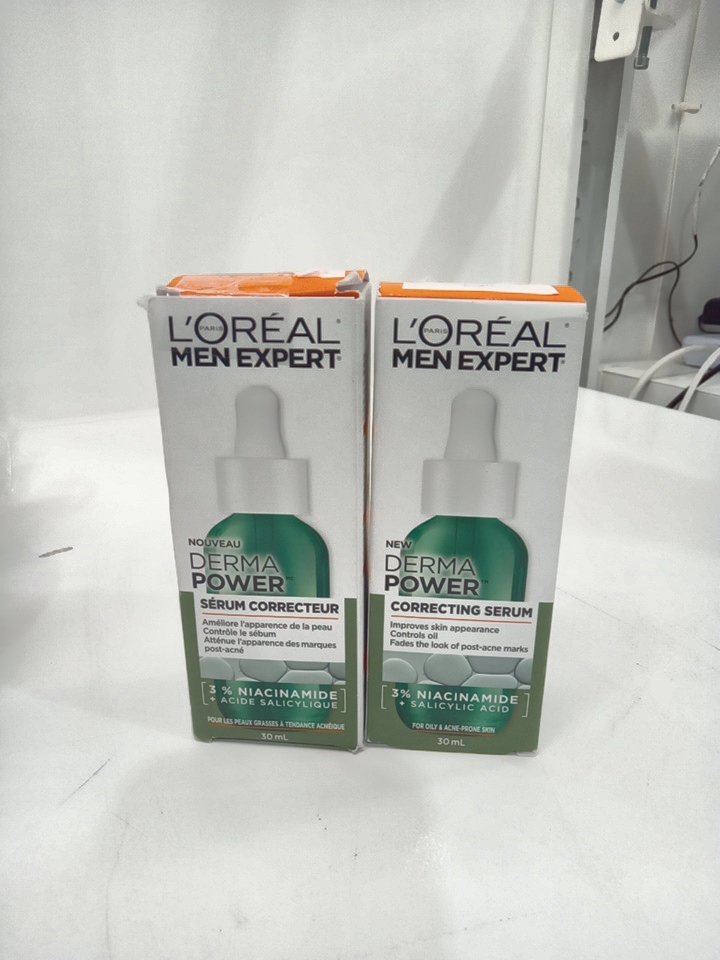 L'ORÉAL®
PARIS
MEN EXPERT®
NOUVEAU
DERMA
POWER™
SÉRUM CORRECTEUR
Améliore l'apparence de la peau
Contrôle le sébum
Atténue l'apparence des marques
post-acné
3 % NIACINAMIDE
+ ACIDE SALICYLIQUE
POUR LES PEAUX GRASSES À TENDANCE ACNÉIQUE
30 mL
L'ORÉAL®
PARIS
MEN EXPERT®
NEW
DERMA
POWER™
CORRECTING SERUM
Improves skin appearance
Controls oil
Fades the look of post-acne marks
3% NIACINAMIDE
+ SALICYLIC ACID
FOR OILY & ACNE-PRONE SKIN
30 mL